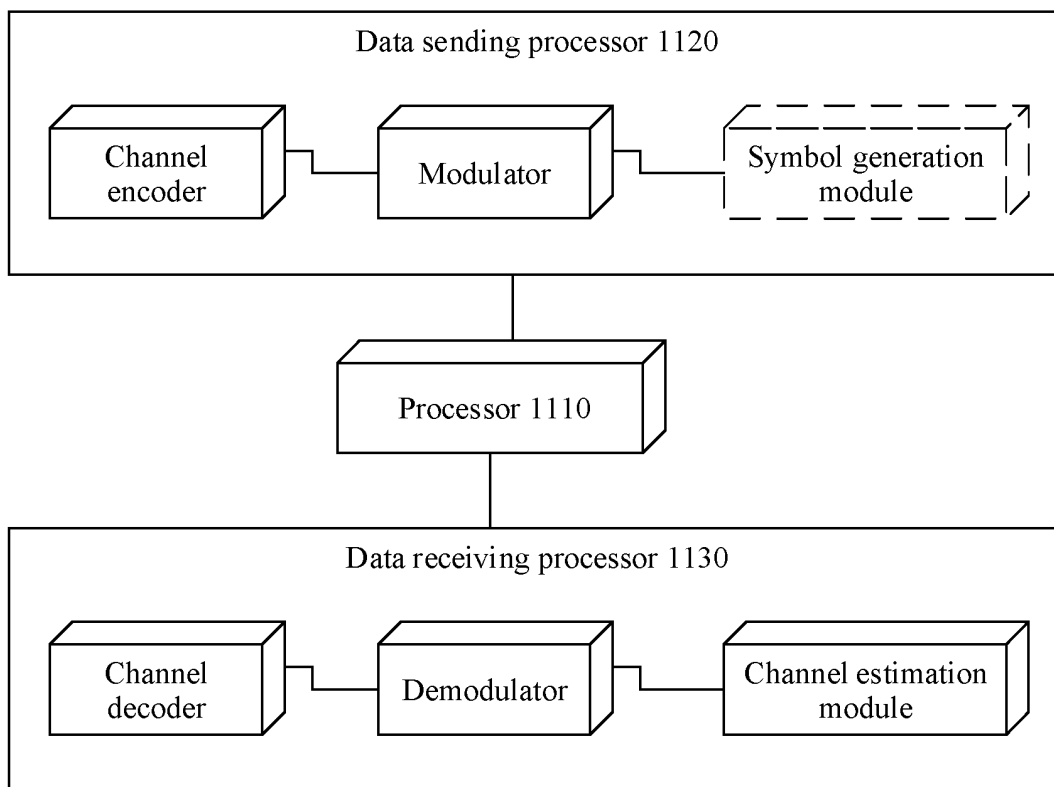 Data sending processor 1120
Channel
encoder
Modulator
Symbol generation
module
Processor 1110
Data receiving processor 1130
Channel
decoder
Demodulator
Channel estimation
module